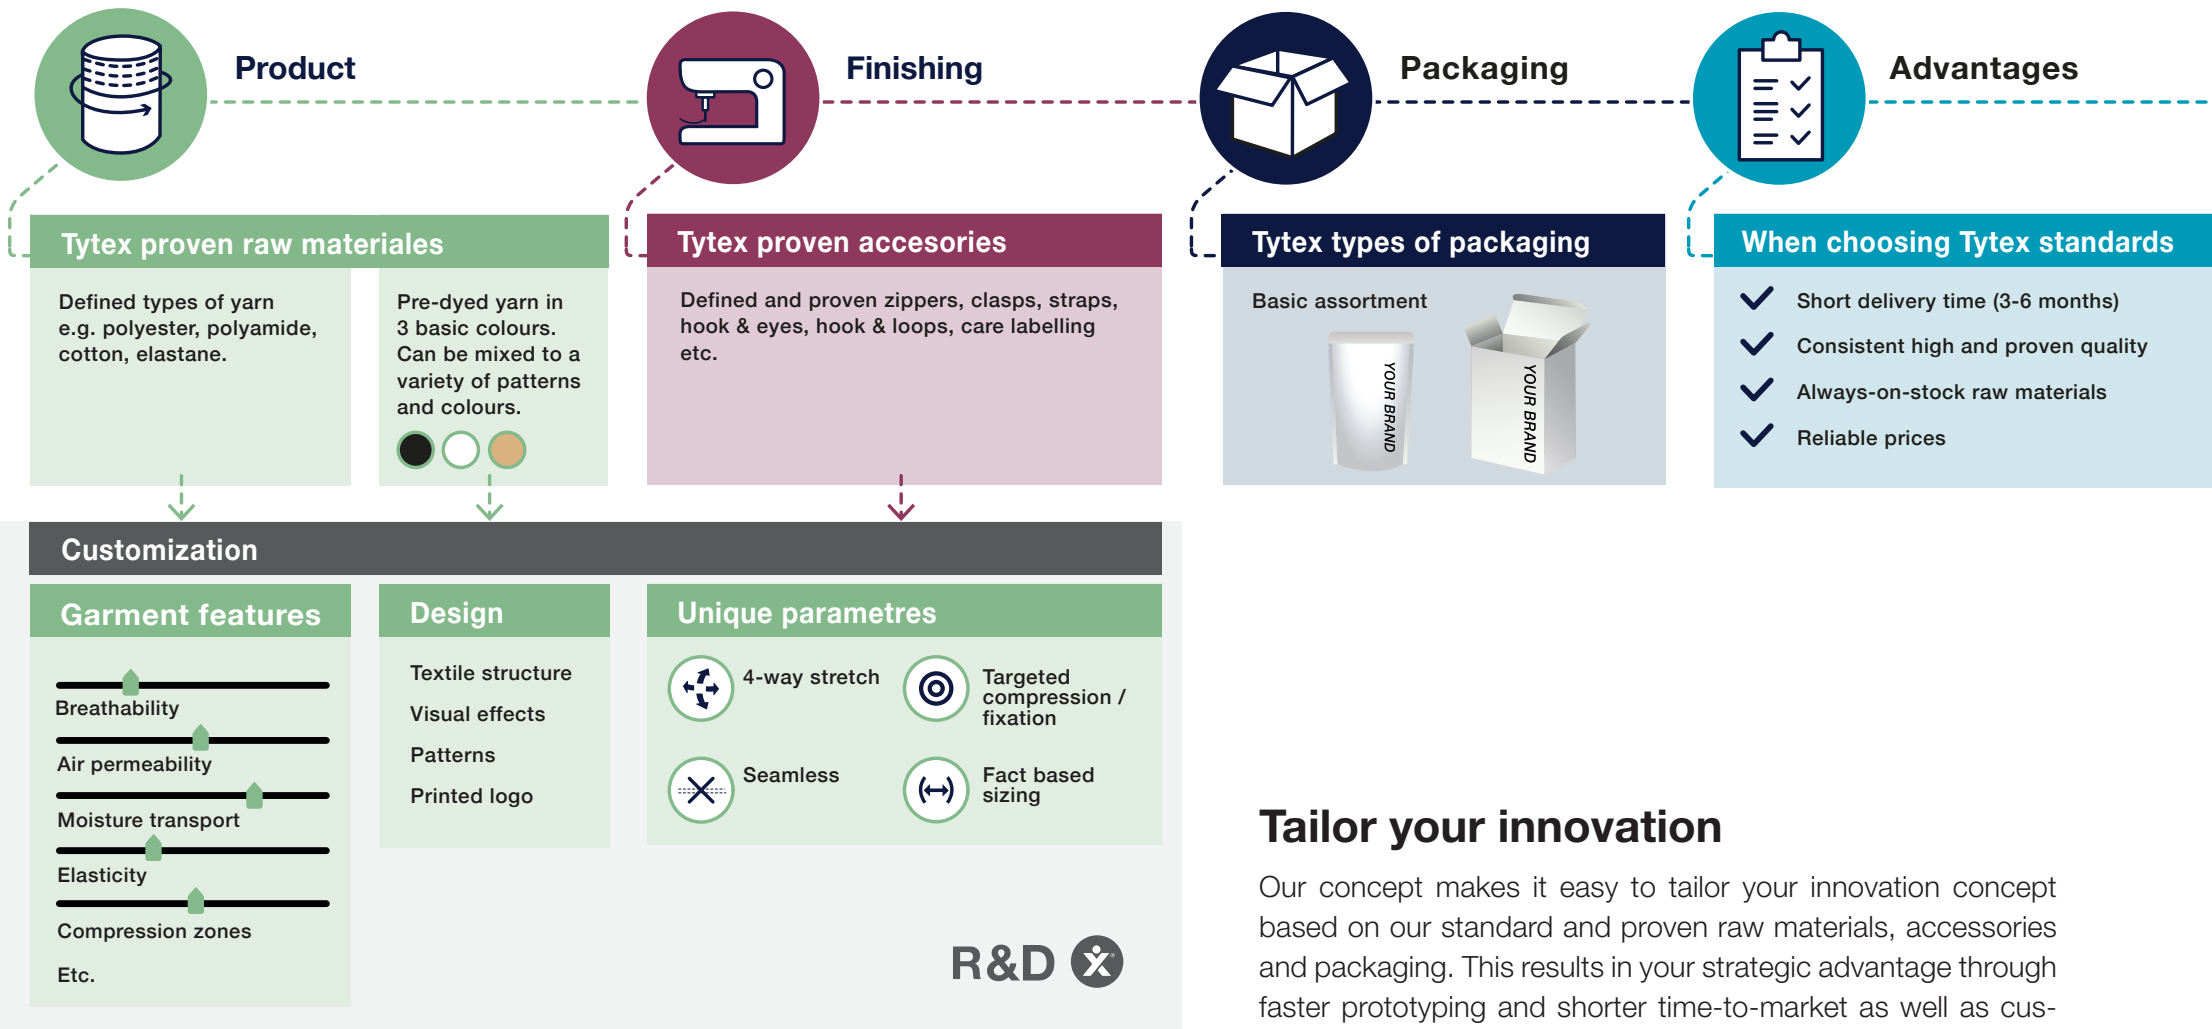 Product
Finishing
Packaging
Advantages
Tytex proven raw materiales
Defined types of yarn
e.g. polyester, polyamide,
cotton, elastane.
Pre-dyed yarn in
3 basic colours.
Can be mixed to a
variety of patterns
and colours.
Tytex proven accesories
Defined and proven zippers, clasps, straps,
hook & eyes, hook & loops, care labelling
etc.
Tytex types of packaging
Basic assortment
YOUR BRAND
YOUR BRAND
When choosing Tytex standards
Short delivery time (3-6 months)
Consistent high and proven quality
Always-on-stock raw materials
Reliable prices
Customization
Garment features
Breathability
Air permeability
Moisture transport
Elasticity
Compression zones
Etc.
Design
Textile structure
Visual effects
Patterns
Printed logo
Unique parametres
4-way stretch
Targeted
compression /
fixation
Seamless
Fact based
sizing
R&D
Tailor your innovation
Our concept makes it easy to tailor your innovation concept
based on our standard and proven raw materials, accessories
and packaging. This results in your strategic advantage through
faster prototyping and shorter time-to-market as well as cus-